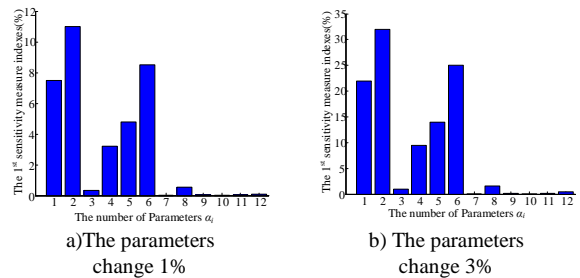 The 1st sensitivity measure indexes(%)
12
10
8
6
4
2
0
1 2 3 4 5 6 7 8 9 10 11 12
The number of Parameters αi
a)The parameters
change 1%
The 1st sensitivity measure indexes(%)
35
30
25
20
15
10
5
0
1 2 3 4 5 6 7 8 9 10 11 12
The number of Parameters αi
b) The parameters
change 3%